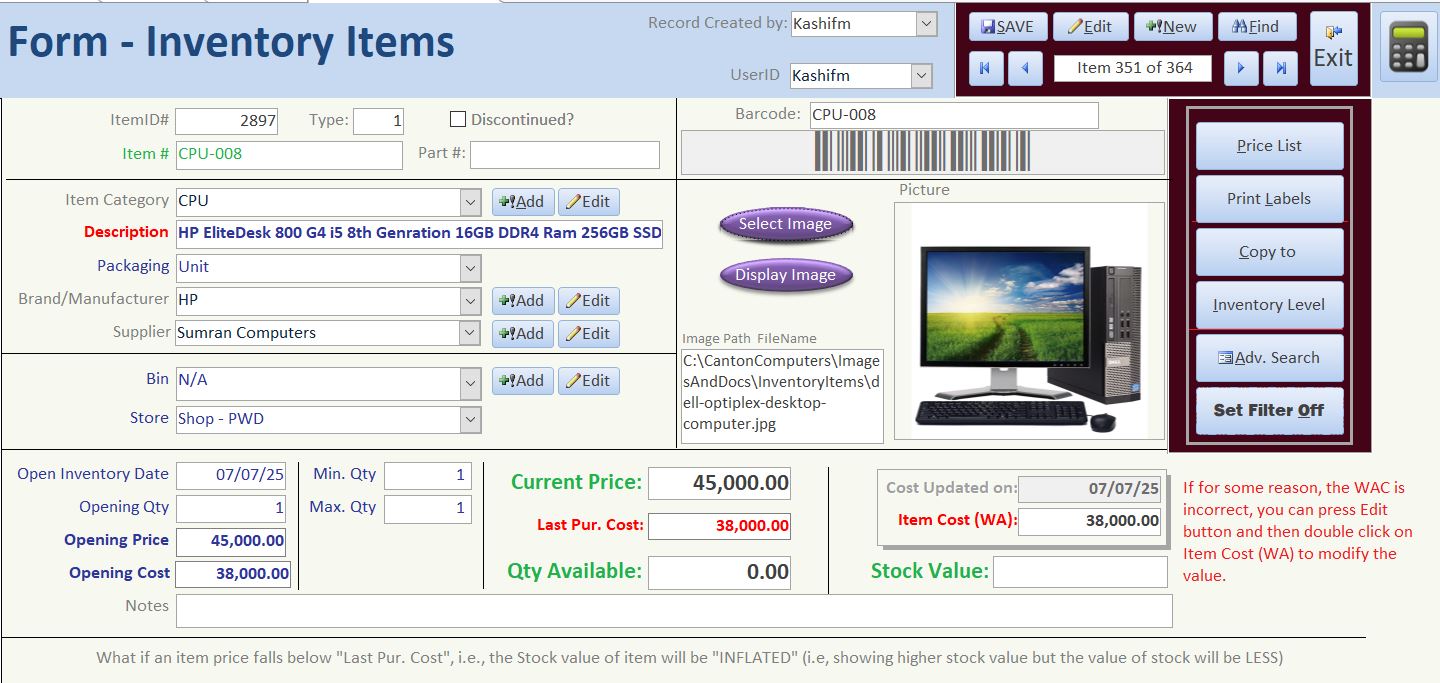 Form - Inventory Items
Record Created by: Kashifm
UserID Kashifm
SAVE Edit New Find
Item 351 of 364
Exit
ItemID# 2897 Type: 1 Discontinued?
Item # CPU-008 Part #:
Barcode: CPU-008
Item Category CPU Add Edit
Description HP EliteDesk 800 G4 i5 8th Genration 16GB DDR4 Ram 256GB SSD
Packaging Unit
Brand/Manufacturer HP Add Edit
Supplier Sumran Computers Add Edit
Bin N/A Add Edit
Store Shop - PWD
Picture
Select Image
Display Image
Image Path FileName
C:\CantonComputers\Image
sAndDocs\InventoryItems\d
ell-optiplex-desktop-
computer.jpg
Price List
Print Labels
Copy to
Inventory Level
Adv. Search
Set Filter Off
Open Inventory Date 07/07/25
Opening Qty 1
Opening Price 45,000.00
Opening Cost 38,000.00
Min. Qty 1
Max. Qty 1
Current Price: 45,000.00
Last Pur. Cost: 38,000.00
Qty Available: 0.00
Cost Updated on: 07/07/25
Item Cost (WA): 38,000.00
Stock Value:
If for some reason, the WAC is
incorrect, you can press Edit
button and then double click on
Item Cost (WA) to modify the
value.
Notes
What if an item price falls below "Last Pur. Cost", i.e., the Stock value of item will be "INFLATED" (i.e, showing higher stock value but the value of stock will be LESS)